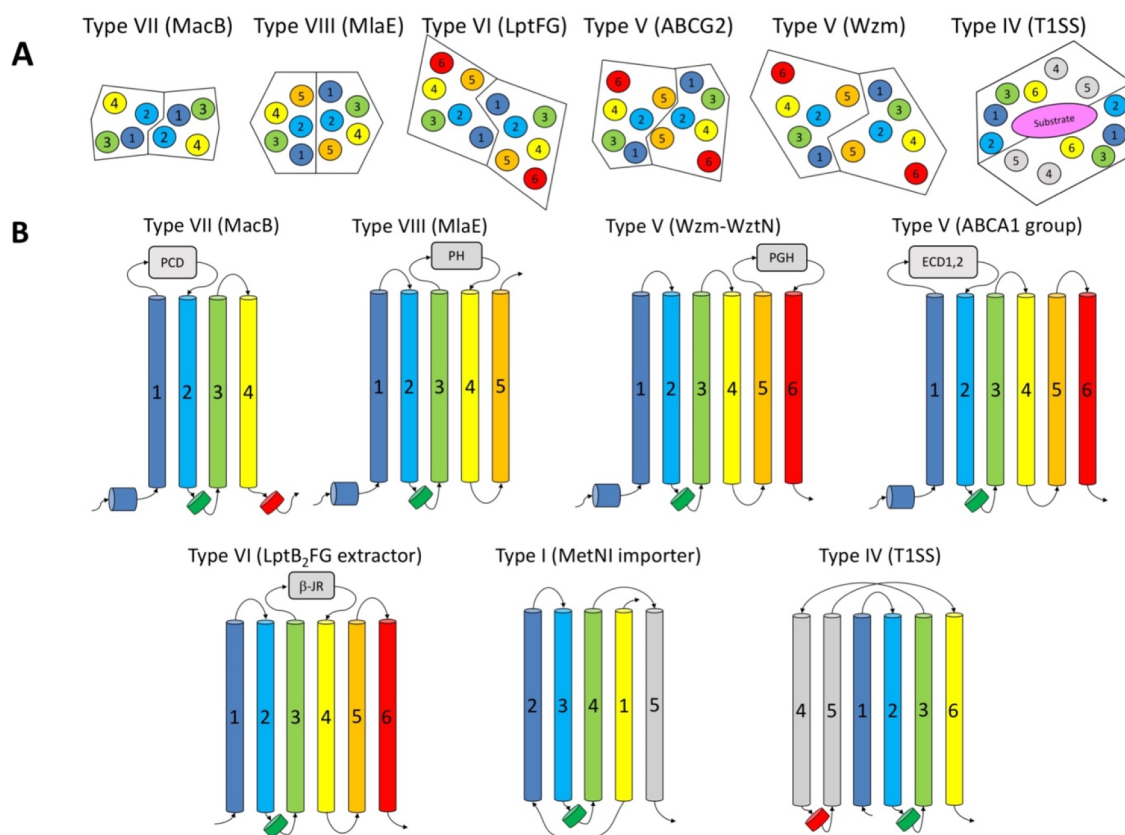 A
Type VII (MacB)
Type VIII (MlaE)
Type VI (LptFG)
Type V (ABCG2)
Type V (Wzm)
Type IV (T1SS)
4 2 1 3
3 1 2 4
5 1 3
4 2 2 4
3 1 5
6 5 4 1
3 2 1 2 3
5 4 6
6 5 1 3
4 2 2 4
3 1 5 6
6 5 1 3
4 2 2 4
3 1 5 6
4 5
3 6 1
Substrate
2 1
5 4 6 3 2
B
Type VII (MacB)
PCD
1 2 3 4
Type VIII (MlaE)
PH
1 2 3 4 5
Type V (Wzm-WztN)
PGH
1 2 3 4 5 6
Type V (ABCA1 group)
ECD1,2
1 2 3 4 5 6
Type VI (LptB₂FG extractor)
β-JR
1 2 3 4 5 6
Type I (MetNI importer)
2 3 4 1 5
Type IV (T1SS)
4 5 1 2 3 6